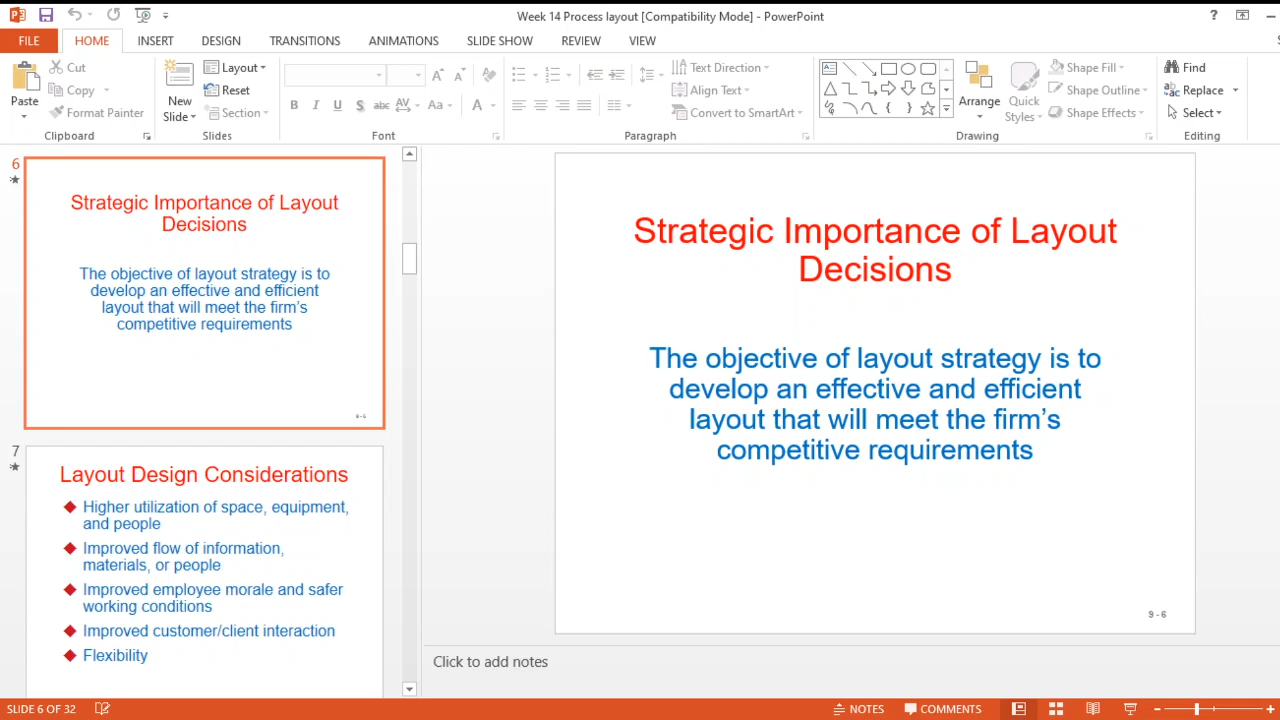 Week 14 Process layout [Compatibility Mode] - PowerPoint
?
FILE HOME INSERT DESIGN TRANSITIONS ANIMATIONS SLIDE SHOW REVIEW VIEW
Paste
Cut
Copy
Format Painter
Clipboard
New
Slide
Layout
Reset
Section
Slides
B I U S abc AV Aa A
Font
Text Direction
Align Text
Convert to SmartArt
Paragraph
Arrange
Quick
Styles
Shape Fill
Shape Outline
Shape Effects
Drawing
Find
Replace
Select
Editing
6
Strategic Importance of Layout
Decisions
The objective of layout strategy is to
develop an effective and efficient
layout that will meet the firm's
competitive requirements
9 - 6
7
Layout Design Considerations
Higher utilization of space, equipment,
and people
Improved flow of information,
materials, or people
Improved employee morale and safer
working conditions
Improved customer/client interaction
Flexibility
Strategic Importance of Layout
Decisions
The objective of layout strategy is to
develop an effective and efficient
layout that will meet the firm's
competitive requirements
9 - 6
Click to add notes
SLIDE 6 OF 32 NOTES COMMENTS